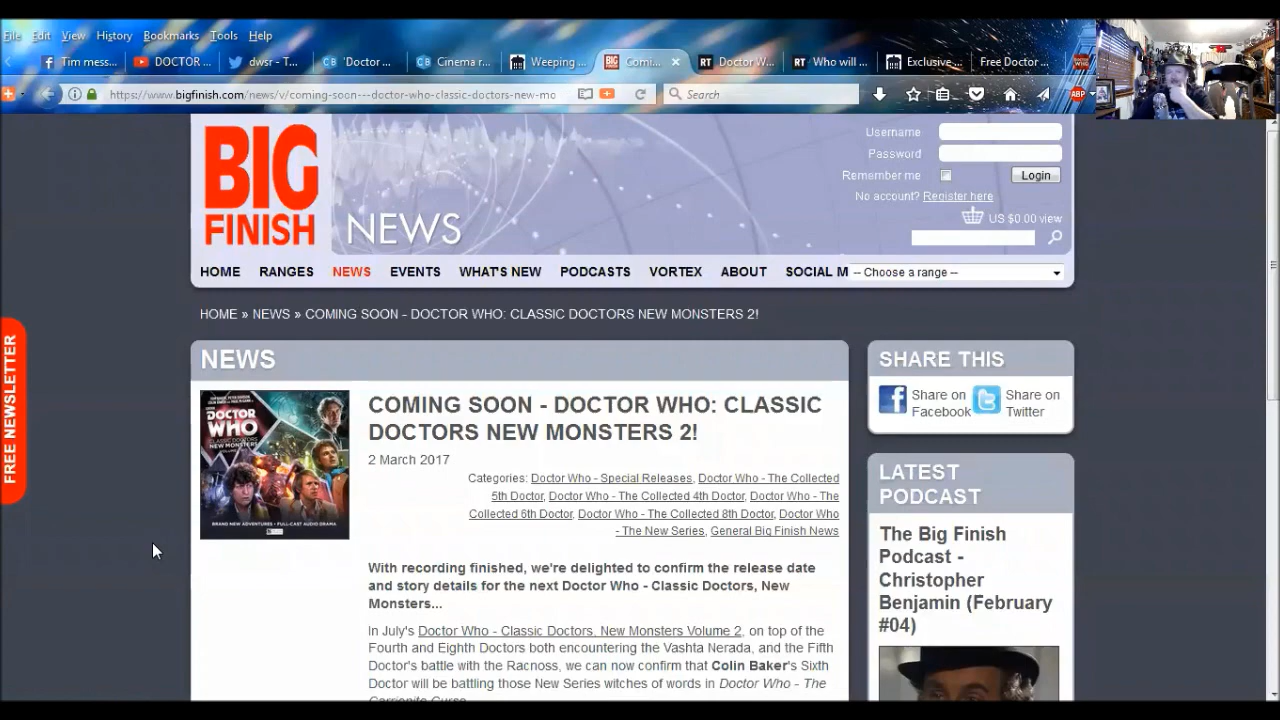 File Edit View History Bookmarks Tools Help
Tim mess... DOCTOR ... dwsr - T... 'Doctor ... Cinema r... Weeping ... Comi... × Doctor W... Who will ... Exclusive ... Free Doctor ...
https://www.bigfinish.com/news/v/coming-soon---doctor-who-classic-doctors-new-mo Search ABP
BIG
FINISH
NEWS
Username
Password
Remember me Login
No account? Register here
US $0.00 view
HOME RANGES NEWS EVENTS WHAT'S NEW PODCASTS VORTEX ABOUT SOCIAL M -- Choose a range --
HOME » NEWS » COMING SOON - DOCTOR WHO: CLASSIC DOCTORS NEW MONSTERS 2!
FREE NEWSLETTER
NEWS
DOCTOR
WHO
CLASSIC DOCTORS
NEW MONSTERS
BRAND NEW ADVENTURES • FULL-CAST AUDIO DRAMA
COMING SOON - DOCTOR WHO: CLASSIC
DOCTORS NEW MONSTERS 2!
2 March 2017
Categories: Doctor Who - Special Releases, Doctor Who - The Collected
5th Doctor, Doctor Who - The Collected 4th Doctor, Doctor Who - The
Collected 6th Doctor, Doctor Who - The Collected 8th Doctor, Doctor Who
- The New Series, General Big Finish News
With recording finished, we're delighted to confirm the release date
and story details for the next Doctor Who - Classic Doctors, New
Monsters...
In July's Doctor Who - Classic Doctors, New Monsters Volume 2, on top of the
Fourth and Eighth Doctors both encountering the Vashta Nerada, and the Fifth
Doctor's battle with the Racnoss, we can now confirm that Colin Baker's Sixth
Doctor will be battling those New Series witches of words in Doctor Who - The
Carrionite Curse
SHARE THIS
Share on
Facebook
Share on
Twitter
LATEST
PODCAST
The Big Finish
Podcast -
Christopher
Benjamin (February
#04)